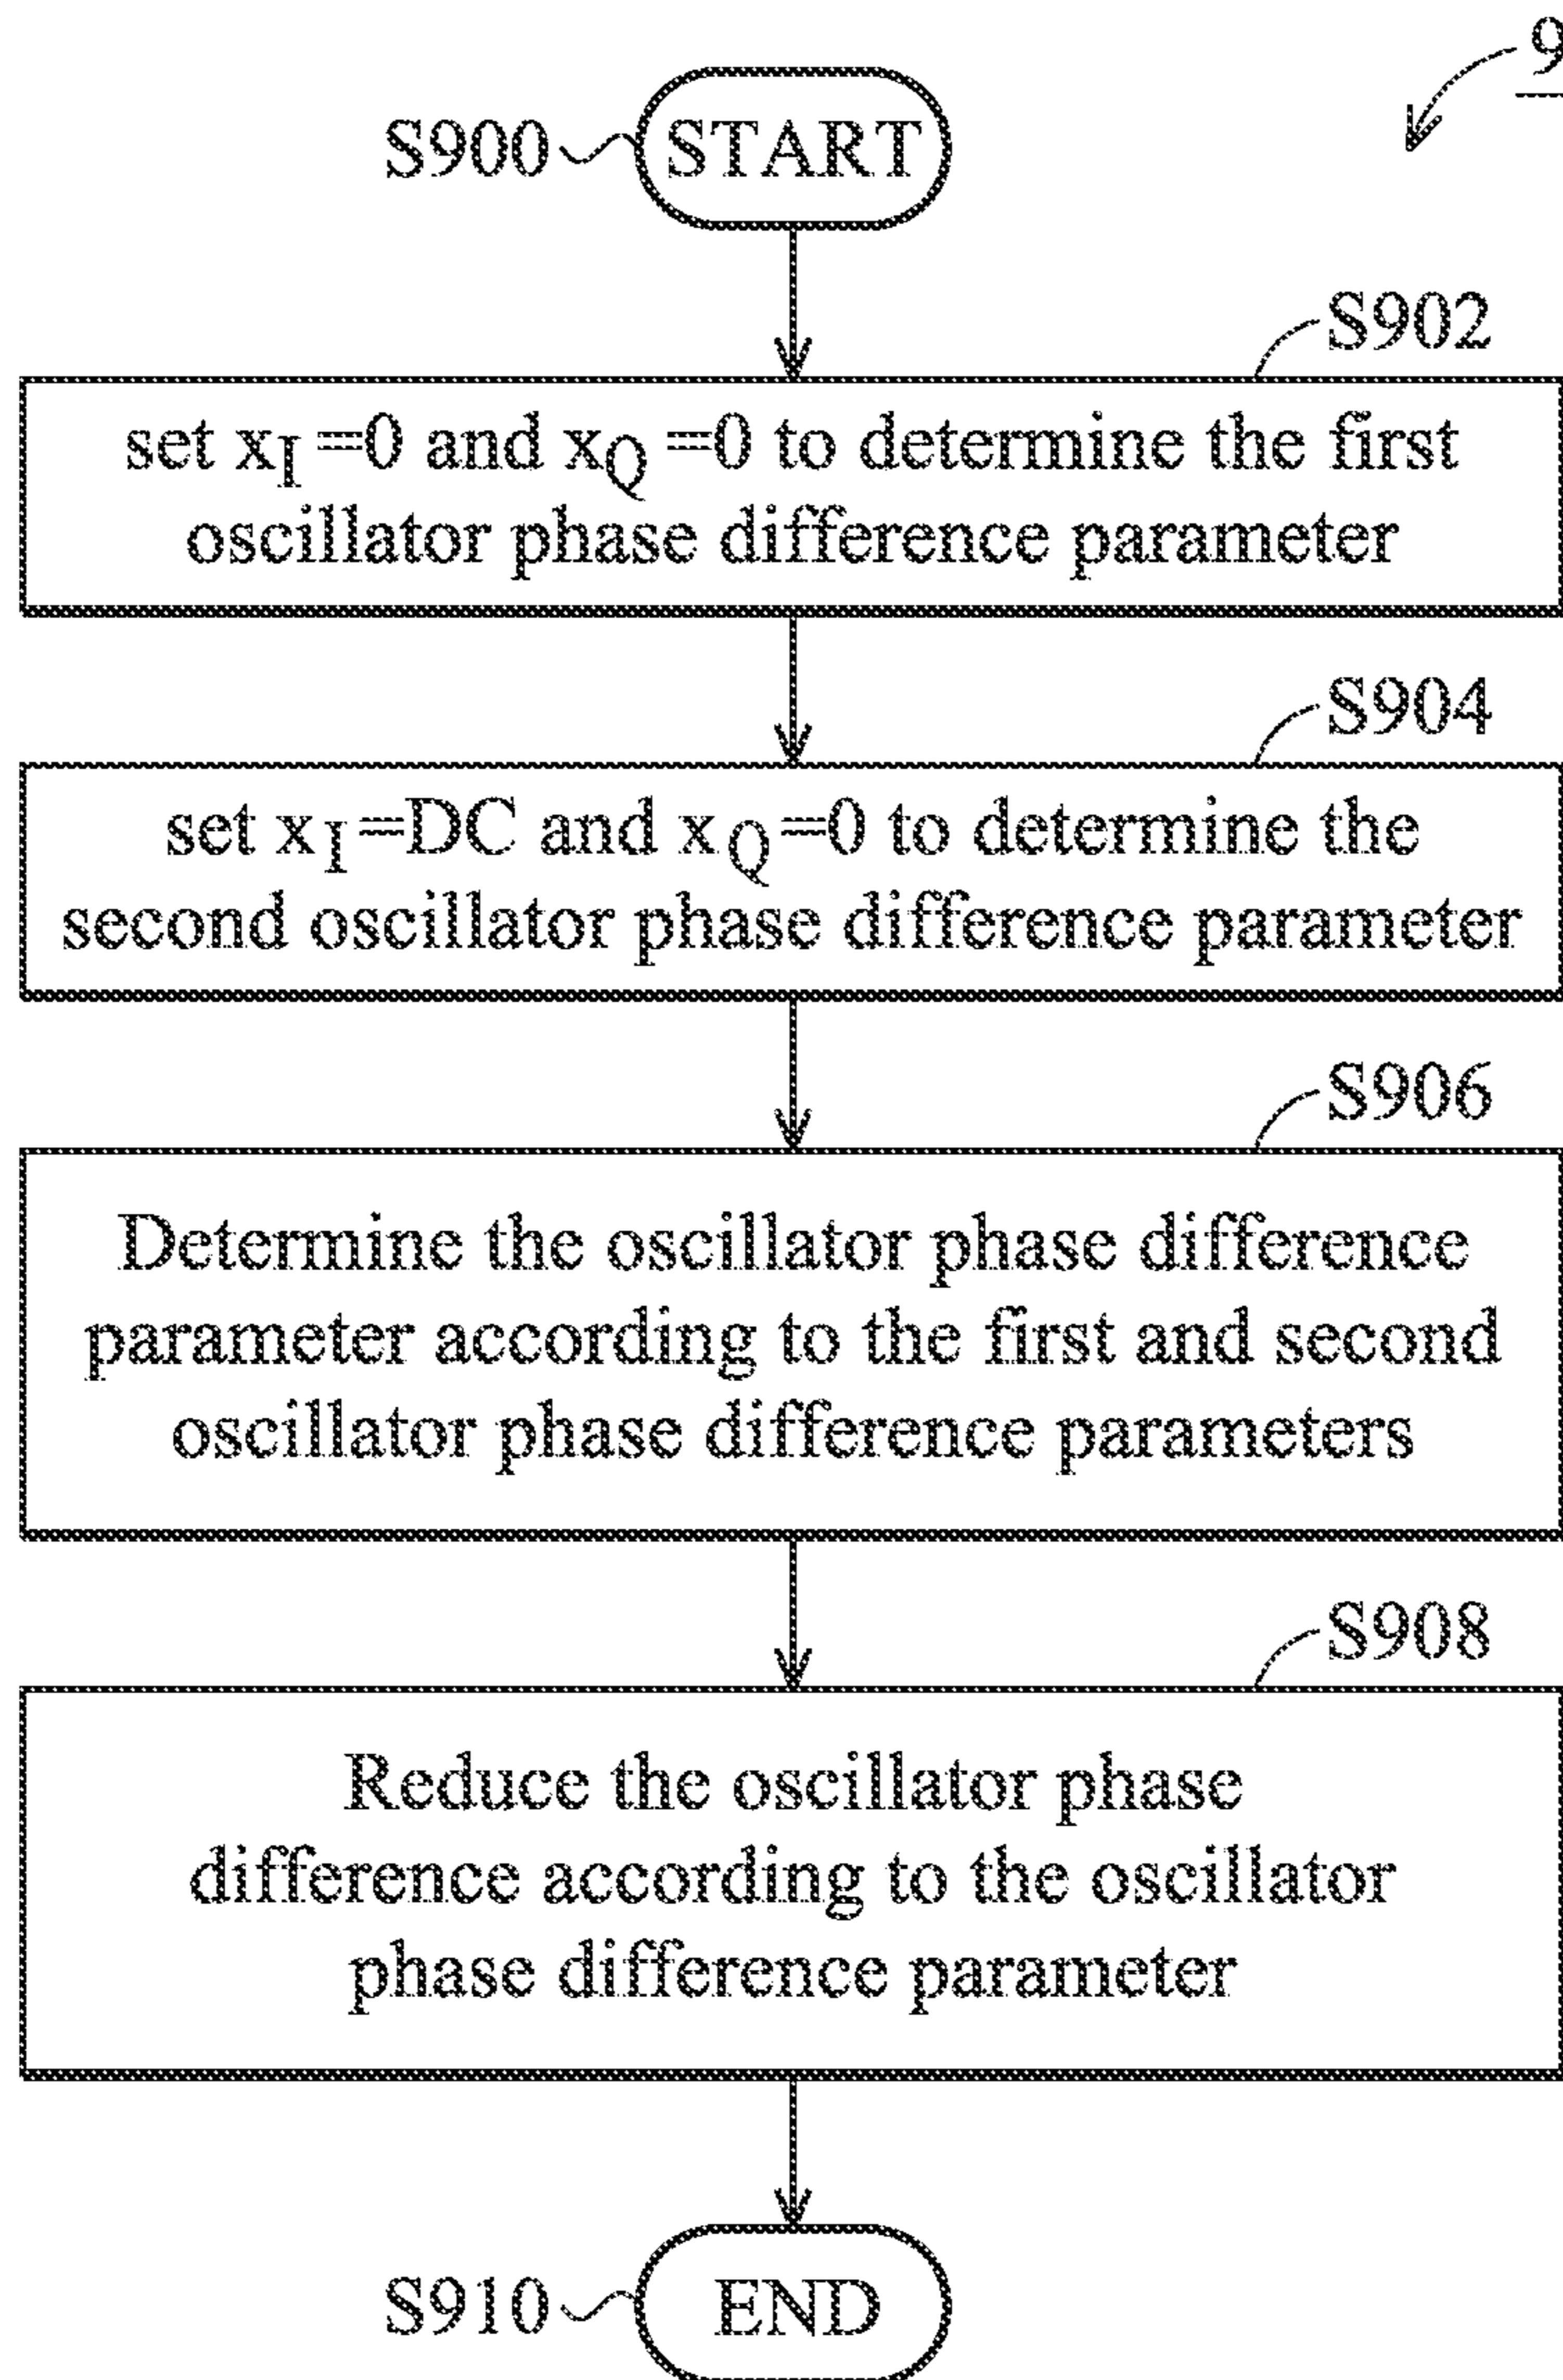 9
S900 START
S902
set xI =0 and xQ =0 to determine the first
oscillator phase difference parameter
S904
set xI=DC and xQ=0 to determine the
second oscillator phase difference parameter
S906
Determine the oscillator phase difference
parameter according to the first and second
oscillator phase difference parameters
S908
Reduce the oscillator phase
difference according to the oscillator
phase difference parameter
S910 END